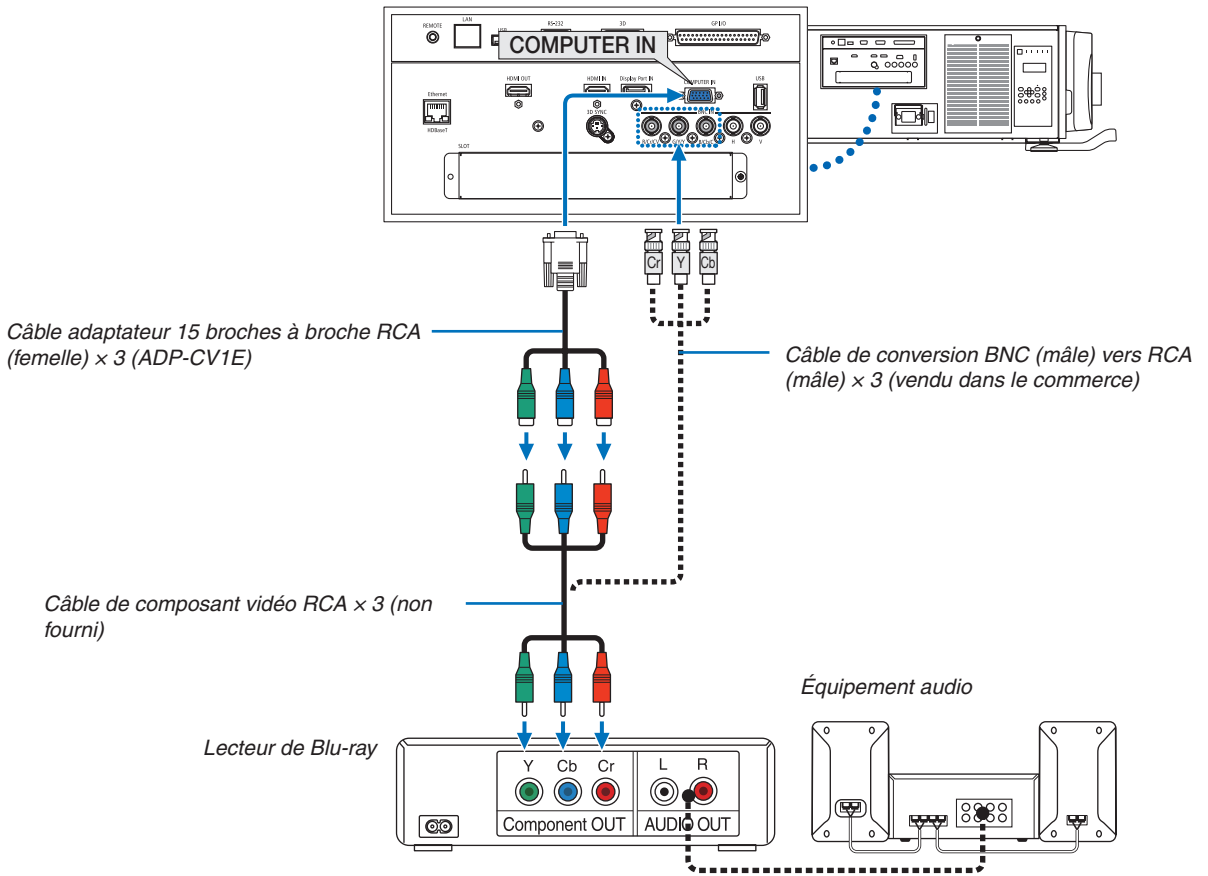 REMOTE
LAN
RS-232
3D
GP I/O
COMPUTER IN
HDMI OUT
HDMI IN
Display Port IN
COMPUTER IN
USB
Ethernet
HDBaseT
3D SYNC
H
V
SLOT
Cr Y Cb
Câble adaptateur 15 broches à broche RCA
(femelle) × 3 (ADP-CV1E)
Câble de conversion BNC (mâle) vers RCA
(mâle) × 3 (vendu dans le commerce)
Câble de composant vidéo RCA × 3 (non
fourni)
Équipement audio
Lecteur de Blu-ray
Y Cb Cr L R
Component OUT AUDIO OUT